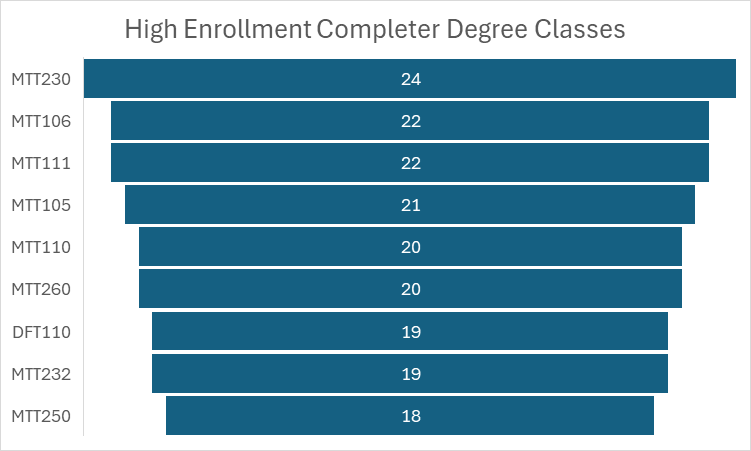 High Enrollment Completer Degree Classes
MTT230 24
MTT106 22
MTT111 22
MTT105 21
MTT110 20
MTT260 20
DFT110 19
MTT232 19
MTT250 18